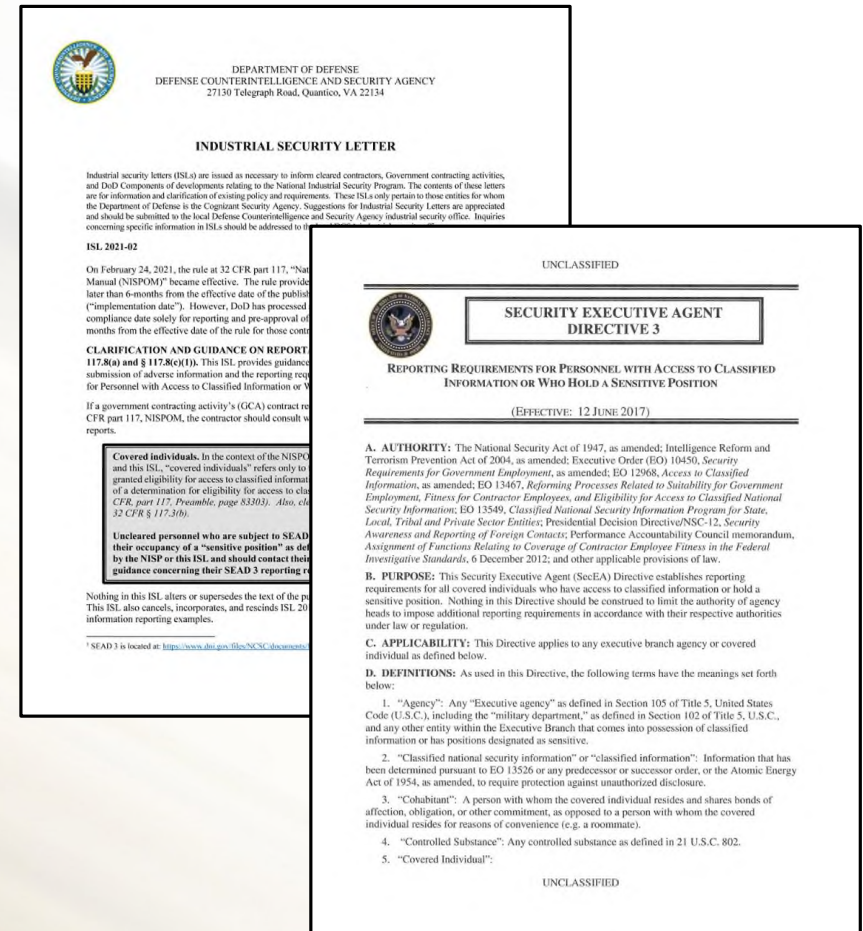 DEPARTMENT OF DEFENSE
DEFENSE COUNTERINTELLIGENCE AND SECURITY AGENCY
27130 Telegraph Road, Quantico, VA 22134
INDUSTRIAL SECURITY LETTER
Industrial security letters (ISLs) are issued as necessary to inform cleared contractors, Government contracting activities,
and DoD Components of developments relating to the National Industrial Security Program. The contents of these letters
are for information and clarification of existing policy and requirements. These ISLs only pertain to those entities for whom
the Department of Defense is the Cognizant Security Agency. Suggestions for Industrial Security Letters are appreciated
and should be submitted to the local Defense Counterintelligence and Security Agency industrial security office. Inquiries
concerning specific information in ISLs should be addressed to the
ISL 2021-02
On February 24, 2021, the rule at 32 CFR part 117, "Nat
Manual (NISPOM)" became effective. The rule provide
later than 6-months from the effective date of the publish
("implementation date"). However, DoD has processed
compliance date solely for reporting and pre-approval of
months from the effective date of the rule for those contr
CLARIFICATION AND GUIDANCE ON REPORT
117.8(a) and § 117.8(c)(1)). This ISL provides guidance
submission of adverse information and the reporting req
for Personnel with Access to Classified Information or W
If a government contracting activity's (GCA) contract re
CFR part 117, NISPOM, the contractor should consult w
reports.
Covered individuals. In the context of the NISPO
and this ISL, "covered individuals" refers only to
granted eligibility for access to classified informat
of a determination for eligibility for access to clas
CFR, part 117, Preamble, page 83303). Also, cle
32 CFR § 117.3(b).
Uncleared personnel who are subject to SEAD
their occupancy of a "sensitive position" as def
by the NISP or this ISL and should contact their
guidance concerning their SEAD 3 reporting r
Nothing in this ISL alters or supersedes the text of the pu
This ISL also cancels, incorporates, and rescinds ISL 20
information reporting examples.
1 SEAD 3 is located at: https://www.dni.gov/files/NCSC/documents/
UNCLASSIFIED
SECURITY EXECUTIVE AGENT
DIRECTIVE 3
REPORTING REQUIREMENTS FOR PERSONNEL WITH ACCESS TO CLASSIFIED
INFORMATION OR WHO HOLD A SENSITIVE POSITION
(EFFECTIVE: 12 JUNE 2017)
A. AUTHORITY: The National Security Act of 1947, as amended; Intelligence Reform and
Terrorism Prevention Act of 2004, as amended; Executive Order (EO) 10450, Security
Requirements for Government Employment, as amended; EO 12968, Access to Classified
Information, as amended; EO 13467, Reforming Processes Related to Suitability for Government
Employment, Fitness for Contractor Employees, and Eligibility for Access to Classified National
Security Information; EO 13549, Classified National Security Information Program for State,
Local, Tribal and Private Sector Entities; Presidential Decision Directive/NSC-12, Security
Awareness and Reporting of Foreign Contacts; Performance Accountability Council memorandum,
Assignment of Functions Relating to Coverage of Contractor Employee Fitness in the Federal
Investigative Standards, 6 December 2012; and other applicable provisions of law.
B. PURPOSE: This Security Executive Agent (SecEA) Directive establishes reporting
requirements for all covered individuals who have access to classified information or hold a
sensitive position. Nothing in this Directive should be construed to limit the authority of agency
heads to impose additional reporting requirements in accordance with their respective authorities
under law or regulation.
C. APPLICABILITY: This Directive applies to any executive branch agency or covered
individual as defined below.
D. DEFINITIONS: As used in this Directive, the following terms have the meanings set forth
below:
1. "Agency": Any "Executive agency" as defined in Section 105 of Title 5, United States
Code (U.S.C.), including the "military department," as defined in Section 102 of Title 5, U.S.C.,
and any other entity within the Executive Branch that comes into possession of classified
information or has positions designated as sensitive.
2. "Classified national security information" or "classified information": Information that has
been determined pursuant to EO 13526 or any predecessor or successor order, or the Atomic Energy
Act of 1954, as amended, to require protection against unauthorized disclosure.
3. "Cohabitant": A person with whom the covered individual resides and shares bonds of
affection, obligation, or other commitment, as opposed to a person with whom the covered
individual resides for reasons of convenience (e.g. a roommate).
4. "Controlled Substance": Any controlled substance as defined in 21 U.S.C. 802.
5. "Covered Individual":
UNCLASSIFIED